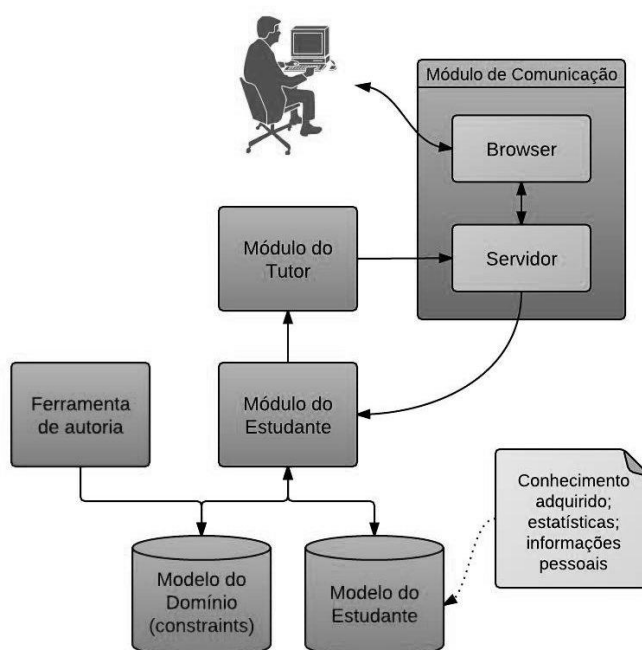 Módulo de Comunicação
Browser
Servidor
Módulo do
Tutor
Módulo do
Estudante
Ferramenta
de autoria
Conhecimento
adquirido;
estatísticas;
informações
pessoais
Modelo do
Domínio
(constraints)
Modelo do
Estudante